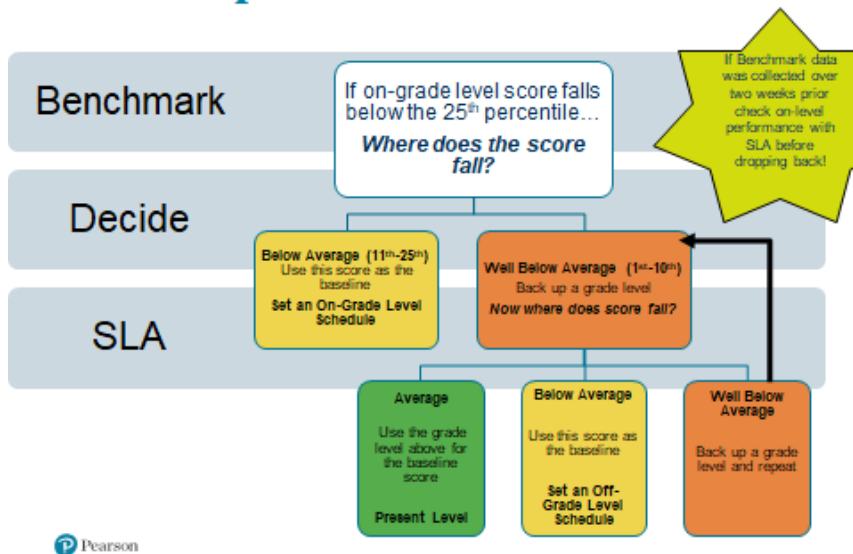 Benchmark
If on-grade level score falls
below the 25th percentile...
Where does the score
fall?
If Benchmark data
was collected over
two weeks prior
check on-level
performance with
SLA before
dropping back!
Decide
Below Average (11th-25th)
Use this score as the
baseline
Set an On-Grade Level
Schedule
Well Below Average (1st-10th)
Back up a grade level
Now where does score fall?
SLA
Average
Use the grade
level above for
the baseline
score
Present Level
Below Average
Use this score as
the baseline
Set an Off-
Grade Level
Schedule
Well Below
Average
Back up a grade
level and repeat
Pearson